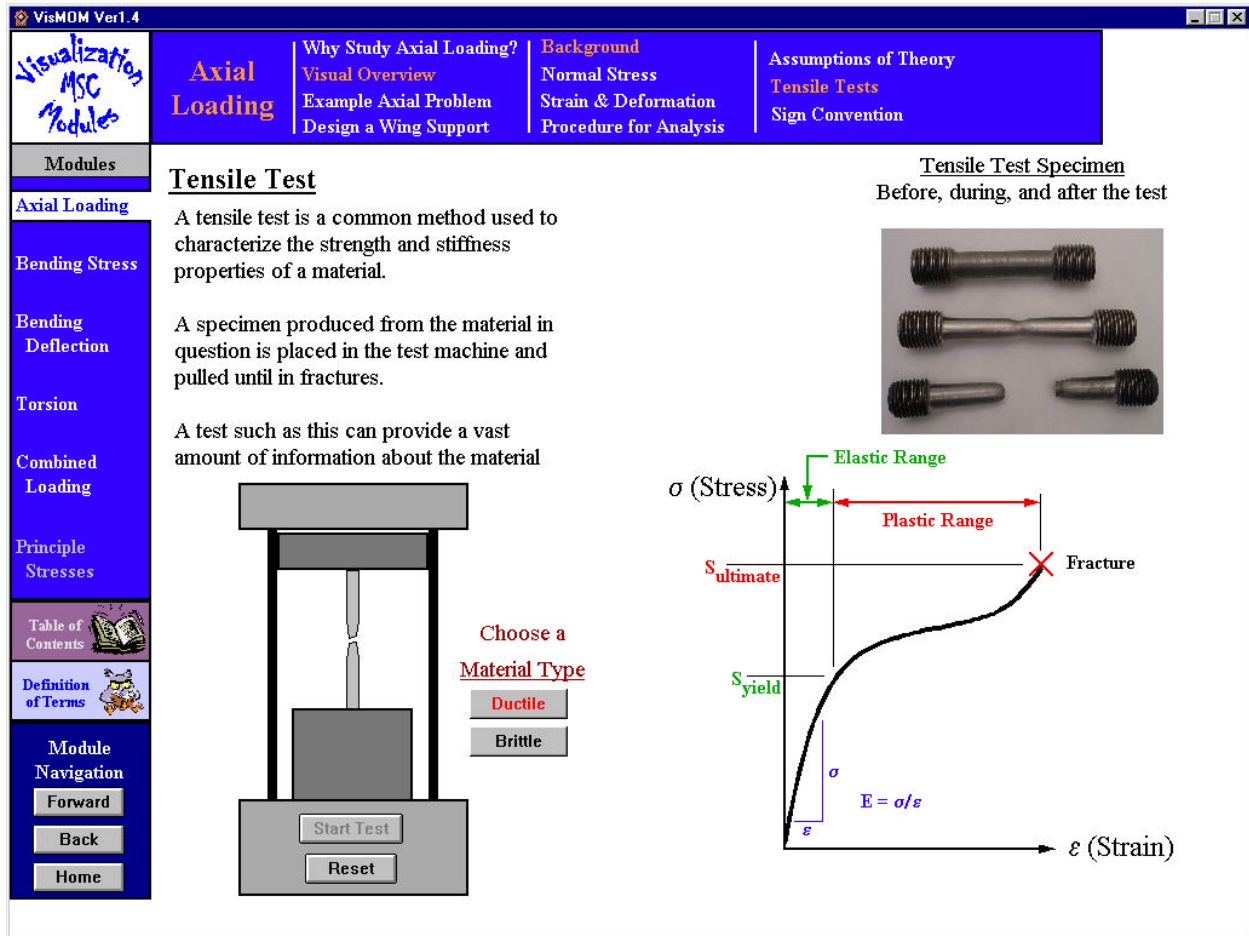 VisMOM Ver1.4
Visualization
MSC
Modules
Axial
Loading
Why Study Axial Loading?
Visual Overview
Example Axial Problem
Design a Wing Support
Background
Normal Stress
Strain & Deformation
Procedure for Analysis
Assumptions of Theory
Tensile Tests
Sign Convention
Modules
Axial Loading
Bending Stress
Bending
Deflection
Torsion
Combined
Loading
Principle
Stresses
Table of
Contents
Definition
of Terms
Module
Navigation
Forward
Back
Home
Tensile Test
A tensile test is a common method used to
characterize the strength and stiffness
properties of a material.
A specimen produced from the material in
question is placed in the test machine and
pulled until in fractures.
A test such as this can provide a vast
amount of information about the material
Choose a
Material Type
Ductile
Brittle
Start Test
Reset
Tensile Test Specimen
Before, during, and after the test
Elastic Range
σ (Stress)
Plastic Range
S ultimate
Fracture
S yield
σ
E = σ/ε
ε
ε (Strain)